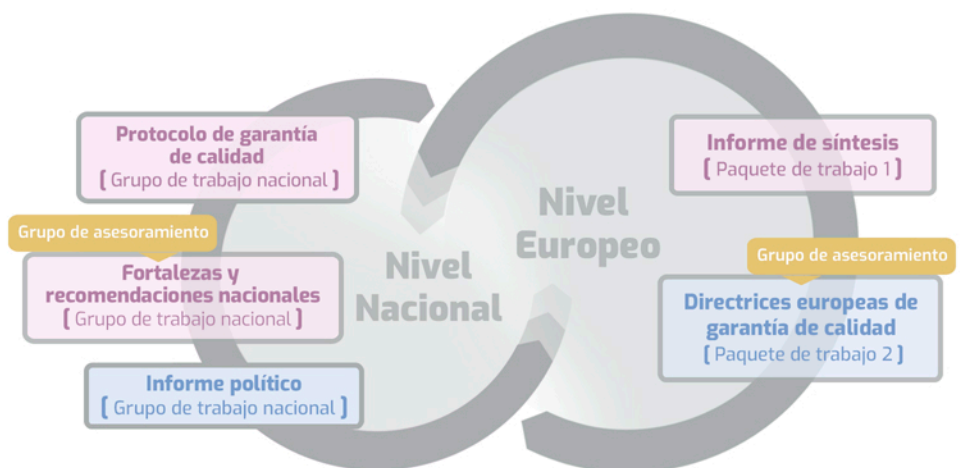 Protocolo de garantía
de calidad
[ Grupo de trabajo nacional ]
Grupo de asesoramiento
Fortalezas y
recomendaciones nacionales
[ Grupo de trabajo nacional ]
Informe político
[ Grupo de trabajo nacional ]
Nivel
Nacional
Nivel
Europeo
Informe de síntesis
[ Paquete de trabajo 1 ]
Grupo de asesoramiento
Directrices europeas de
garantía de calidad
[ Paquete de trabajo 2 ]